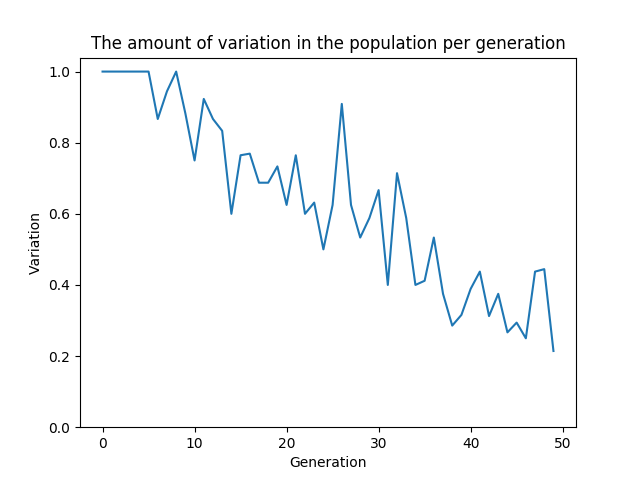 The amount of variation in the population per generation
1.0
0.8
0.6
0.4
0.2
0.0
Variation
0 10 20 30 40 50
Generation